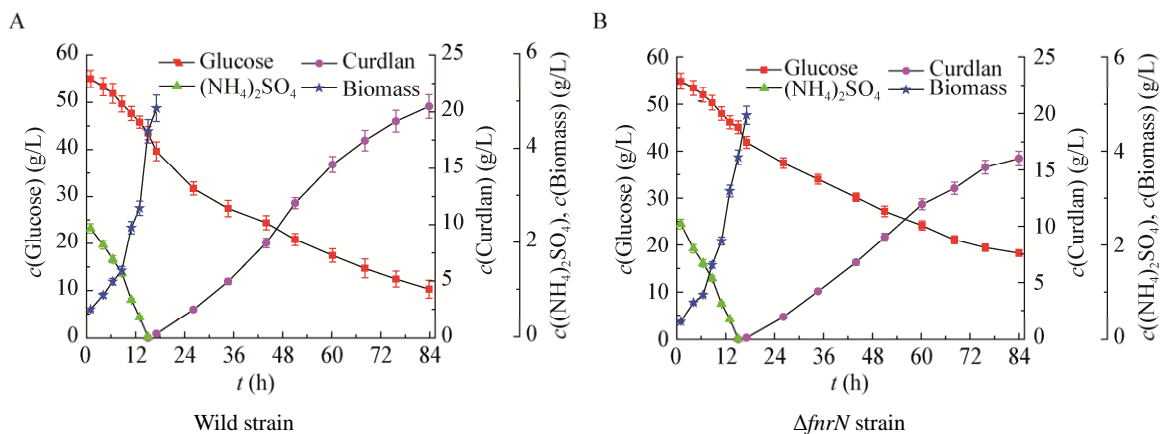 A
60
50
40
30
20
10
0
c(Glucose) (g/L)
Glucose
(NH₄)₂SO₄
Curdlan
Biomass
25
20
15
10
5
0
c(Curdlan) (g/L)
6
4
2
0
c((NH₄)₂SO₄), c(Biomass) (g/L)
0 12 24 36 48 60 72 84
t (h)
Wild strain
B
60
50
40
30
20
10
0
c(Glucose) (g/L)
Glucose
(NH₄)₂SO₄
Curdlan
Biomass
25
20
15
10
5
0
c(Curdlan) (g/L)
6
4
2
0
c((NH₄)₂SO₄), c(Biomass) (g/L)
0 12 24 36 48 60 72 84
t (h)
ΔfnrN strain